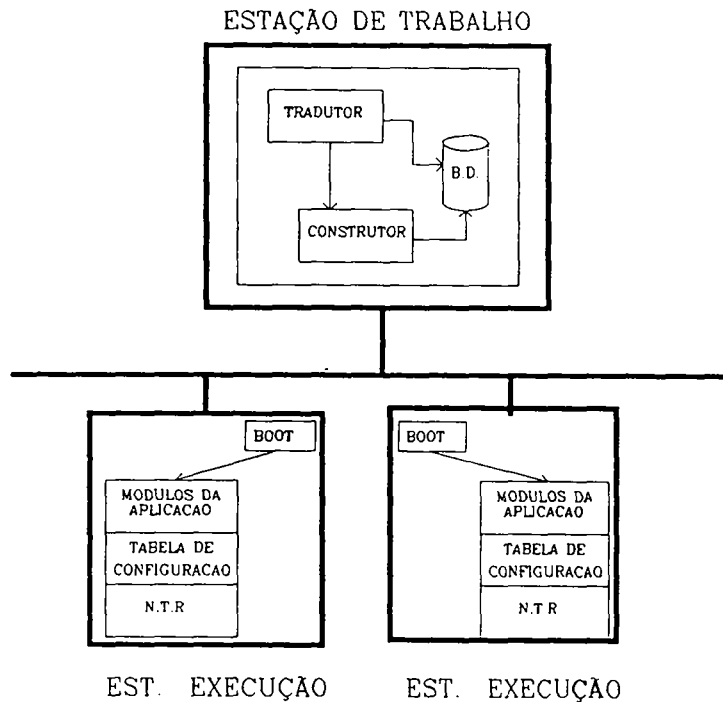 ESTAÇÃO DE TRABALHO
TRADUTOR
B.D.
CONSTRUTOR
BOOT
MODULOS DA
APLICACAO
TABELA DE
CONFIGURACAO
N.T.R
BOOT
MODULOS DA
APLICACAO
TABELA DE
CONFIGURACAO
N.T.R
EST. EXECUÇÃO
EST. EXECUÇÃO